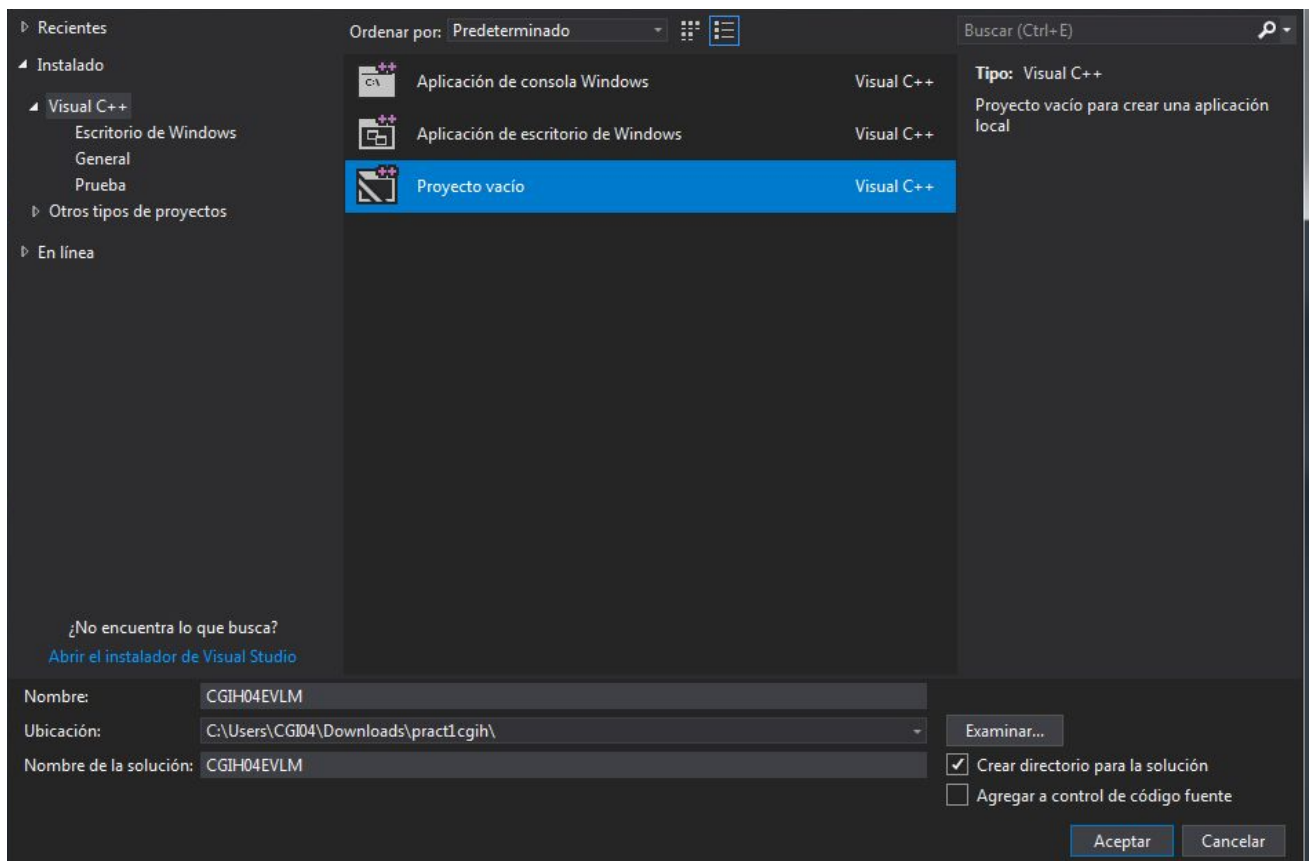 Recientes
Instalado
Visual C++
Escritorio de Windows
General
Prueba
Otros tipos de proyectos
En línea
¿No encuentra lo que busca?
Abrir el instalador de Visual Studio
Ordenar por: Predeterminado
Aplicación de consola Windows Visual C++
Aplicación de escritorio de Windows Visual C++
Proyecto vacío Visual C++
Buscar (Ctrl+E)
Tipo: Visual C++
Proyecto vacío para crear una aplicación
local
Nombre: CGIH04EVLM
Ubicación: C:\Users\CGI04\Downloads\pract1cgih\ Examinar...
Nombre de la solución: CGIH04EVLM
Crear directorio para la solución
Agregar a control de código fuente
Aceptar Cancelar